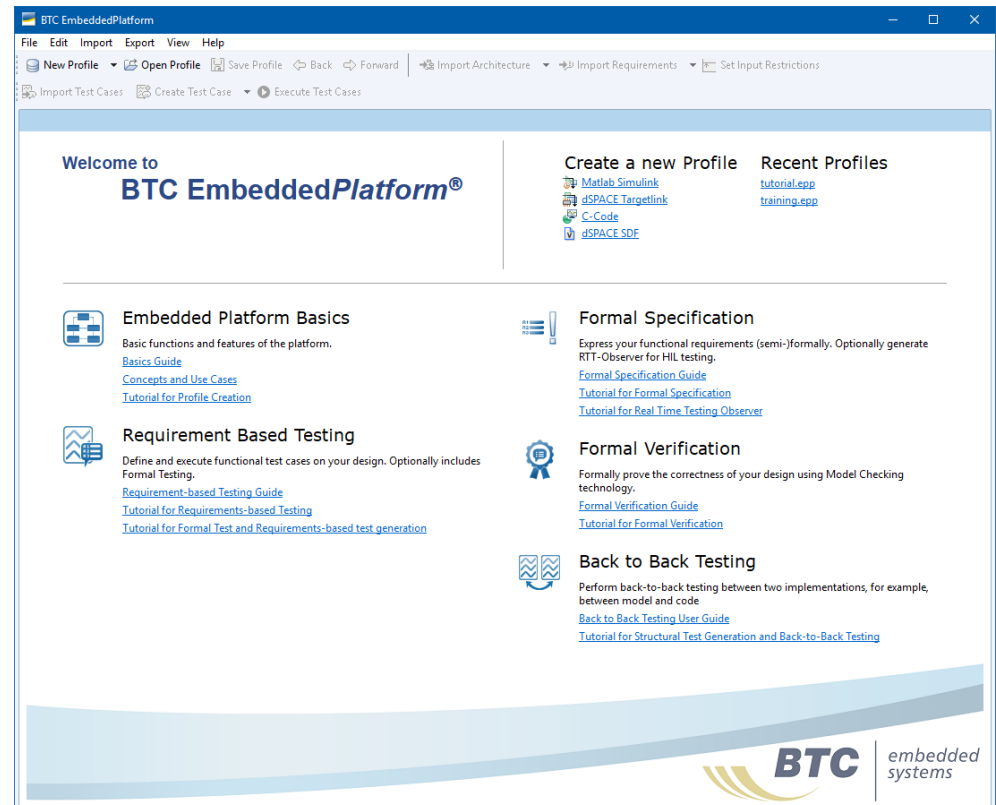 BTC EmbeddedPlatform
File Edit Import Export View Help
New Profile Open Profile Save Profile Back Forward Import Architecture Import Requirements Set Input Restrictions
Import Test Cases Create Test Case Execute Test Cases
Welcome to
BTC EmbeddedPlatform®
Create a new Profile
Matlab Simulink
dSPACE Targetlink
C-Code
dSPACE SDF
Recent Profiles
tutorial.epp
training.epp
Embedded Platform Basics
Basic functions and features of the platform.
Basics Guide
Concepts and Use Cases
Tutorial for Profile Creation
Requirement Based Testing
Define and execute functional test cases on your design. Optionally includes
Formal Testing.
Requirement-based Testing Guide
Tutorial for Requirements-based Testing
Tutorial for Formal Test and Requirements-based test generation
Formal Specification
Express your functional requirements (semi-)formally. Optionally generate
RTT-Observer for HIL testing.
Formal Specification Guide
Tutorial for Formal Specification
Tutorial for Real Time Testing Observer
Formal Verification
Formally prove the correctness of your design using Model Checking
technology.
Formal Verification Guide
Tutorial for Formal Verification
Back to Back Testing
Perform back-to-back testing between two implementations, for example,
between model and code
Back to Back Testing User Guide
Tutorial for Structural Test Generation and Back-to-Back Testing
BTC
embedded
systems